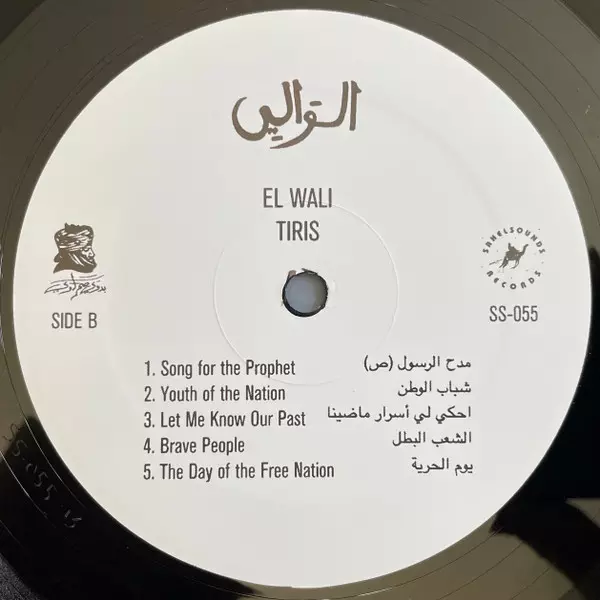 EL WALI
TIRIS
SAHELSOUNDS
RECORDS
SIDE B
SS-055
1. Song for the Prophet مدح الرسول (ص)
2. Youth of the Nation شباب الوطن
3. Let Me Know Our Past احكي لي أسرار ماضينا
4. Brave People الشعب البطل
5. The Day of the Free Nation يوم الحرية